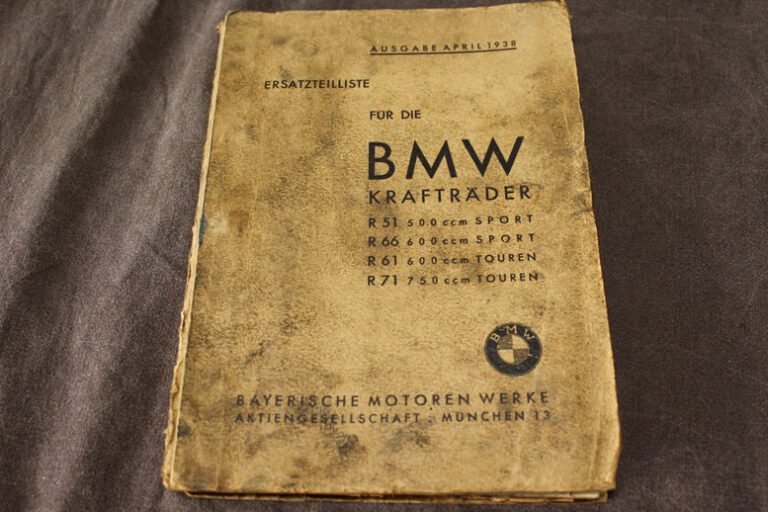 AUSGABE APRIL 1938
ERSATZTEILLISTE
FÜR DIE
BMW
KRAFTRÄDER
R 51 500 ccm SPORT
R 66 600 ccm SPORT
R 61 600 ccm TOUREN
R 71 750 ccm TOUREN
BMW
BAYERISCHE MOTOREN WERKE
AKTIENGESELLSCHAFT . MÜNCHEN 13